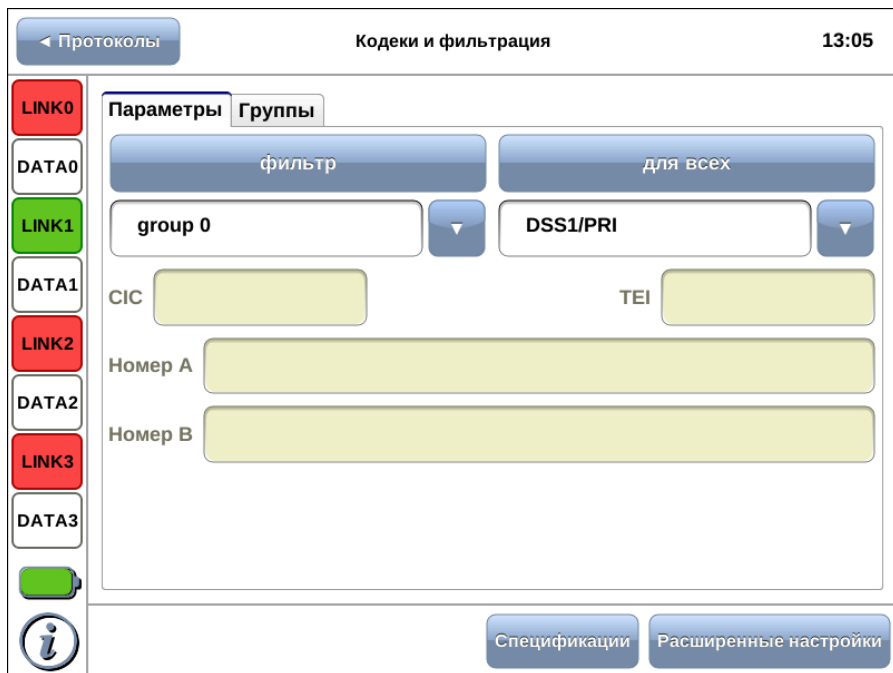 ◄ Протоколы
Кодеки и фильтрация
13:05
LINK0
DATA0
LINK1
DATA1
LINK2
DATA2
LINK3
DATA3
i
Параметры Группы
фильтр для всех
group 0 DSS1/PRI
CIC TEI
Номер A
Номер B
Спецификации Расширенные настройки